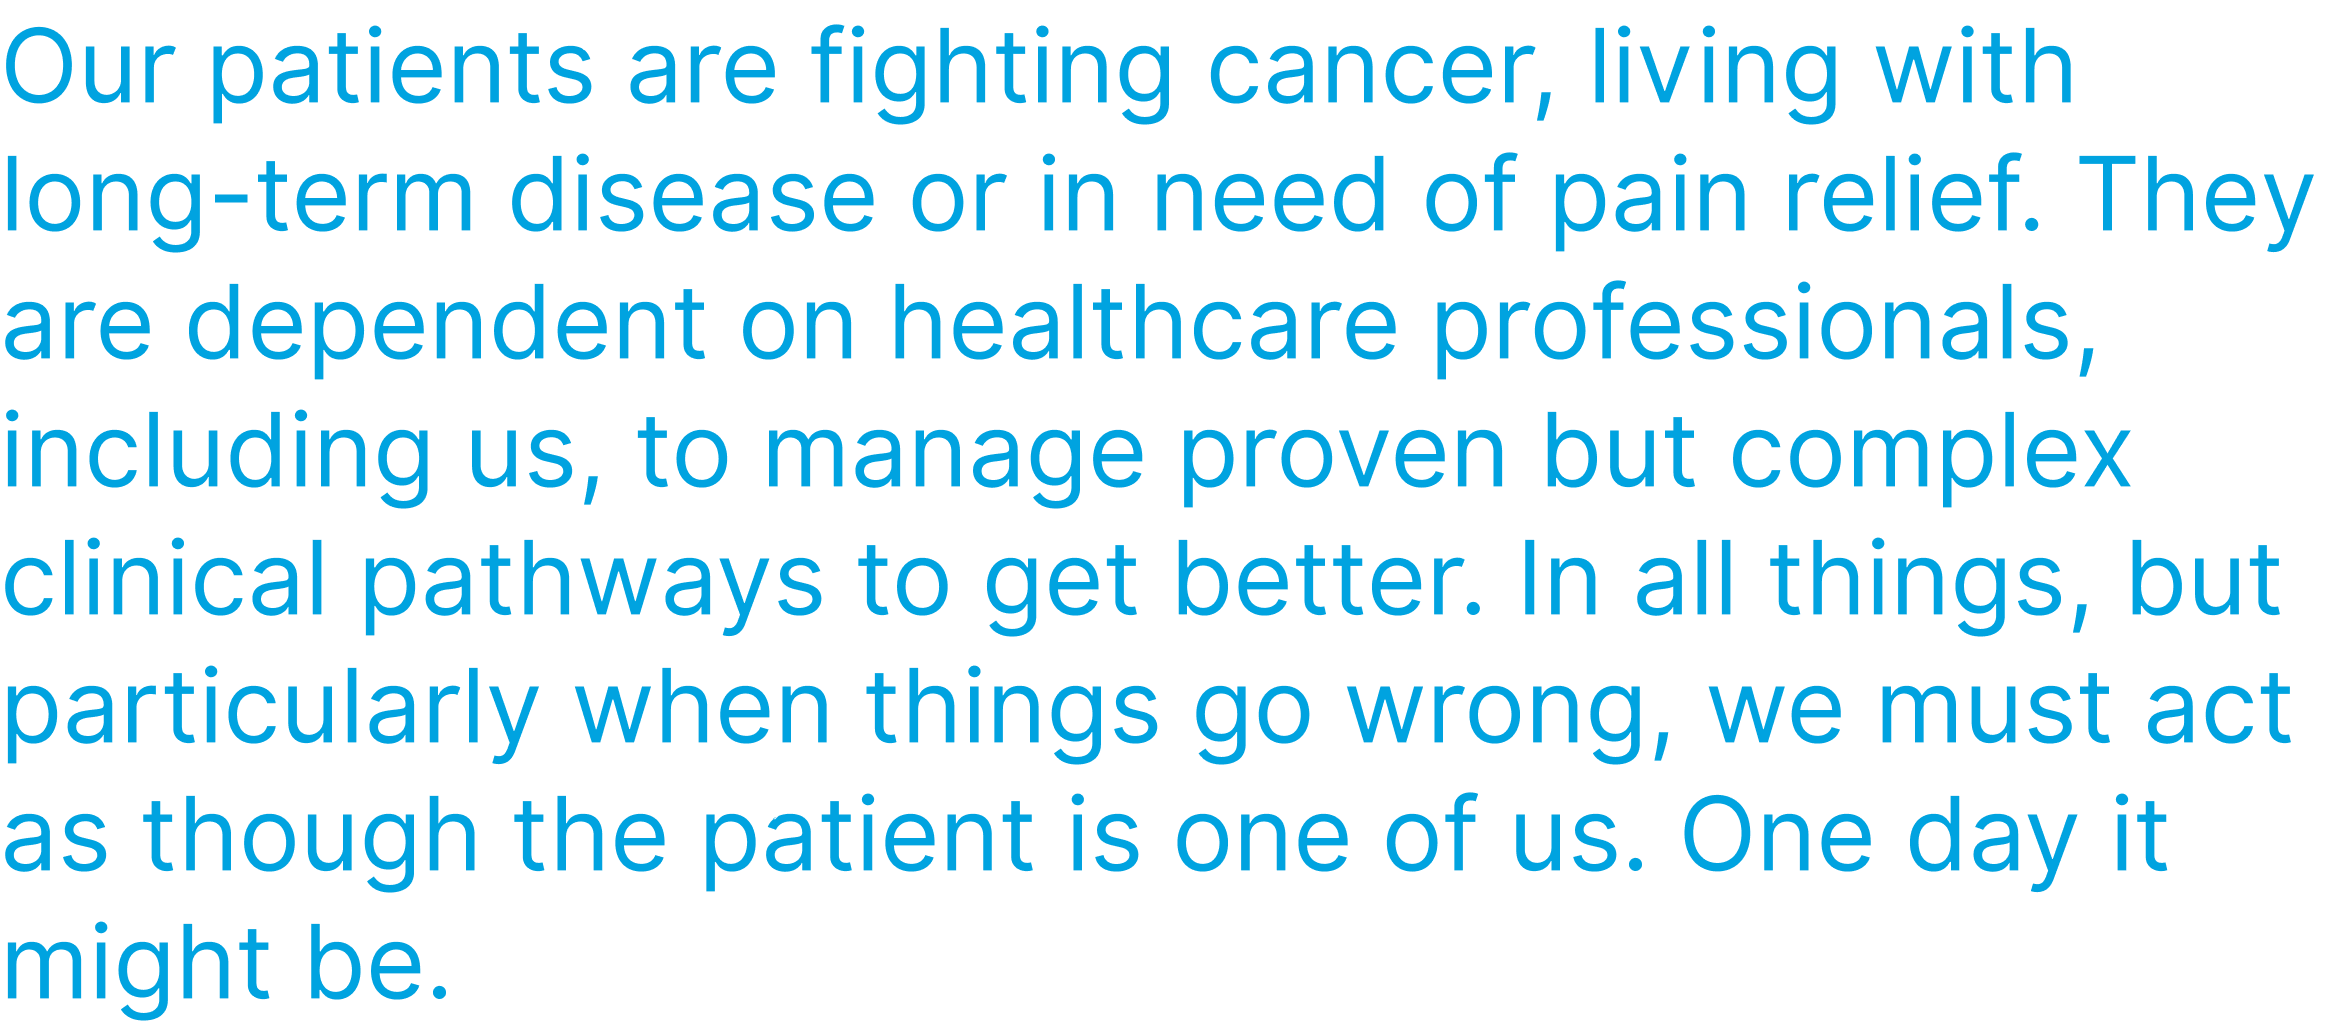 Our patients are fighting cancer, living with
long-term disease or in need of pain relief. They
are dependent on healthcare professionals,
including us, to manage proven but complex
clinical pathways to get better. In all things, but
particularly when things go wrong, we must act
as though the patient is one of us. One day it
might be.